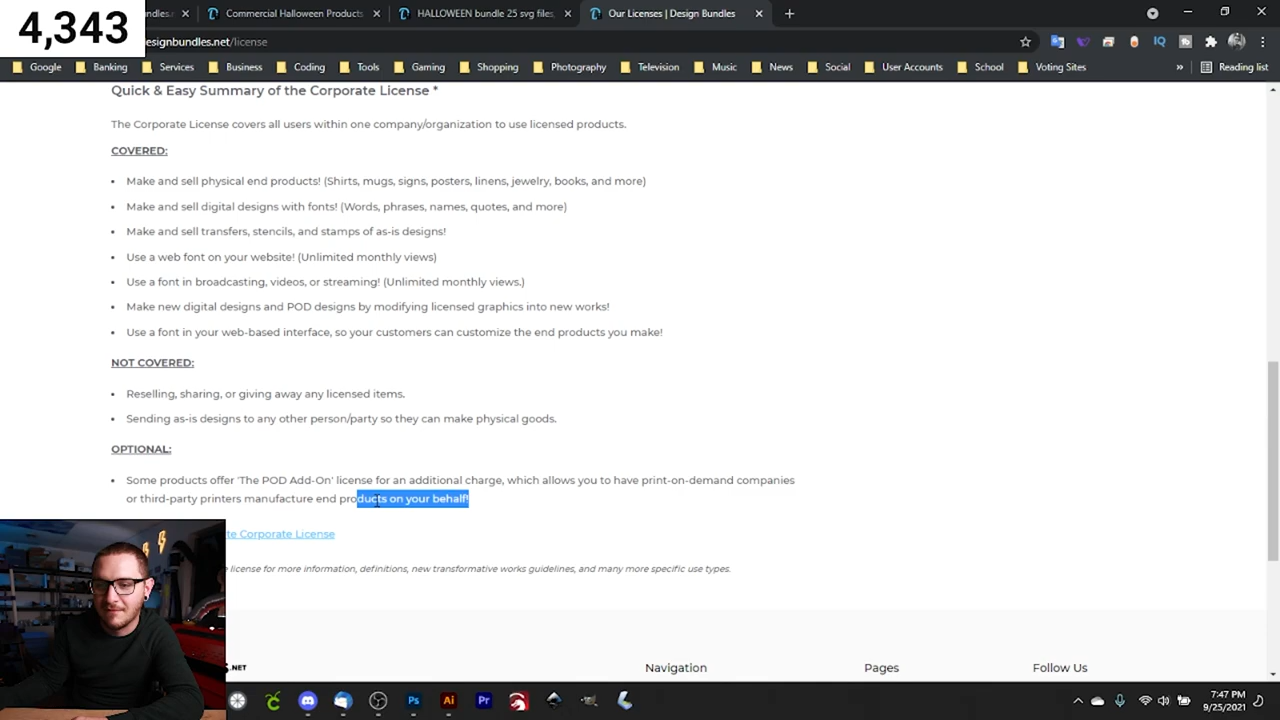 4,343
bundles.n
Commercial Halloween Products
HALLOWEEN bundle 25 svg files,
Our Licenses | Design Bundles
esignbundles.net/license
Google
Banking
Services
Business
Coding
Tools
Gaming
Shopping
Photography
Television
Music
News
Social
User Accounts
School
Voting Sites
»
Reading list
Quick & Easy Summary of the Corporate License *
The Corporate License covers all users within one company/organization to use licensed products.
COVERED:
• Make and sell physical end products! (Shirts, mugs, signs, posters, linens, jewelry, books, and more)
• Make and sell digital designs with fonts! (Words, phrases, names, quotes, and more)
• Make and sell transfers, stencils, and stamps of as-is designs!
• Use a web font on your website! (Unlimited monthly views)
• Use a font in broadcasting, videos, or streaming! (Unlimited monthly views.)
• Make new digital designs and POD designs by modifying licensed graphics into new works!
• Use a font in your web-based interface, so your customers can customize the end products you make!
NOT COVERED:
• Reselling, sharing, or giving away any licensed items.
• Sending as-is designs to any other person/party so they can make physical goods.
OPTIONAL:
• Some products offer 'The POD Add-On' license for an additional charge, which allows you to have print-on-demand companies
or third-party printers manufacture end products on your behalf!
te Corporate License
e license for more information, definitions, new transformative works guidelines, and many more specific use types.
.NET
Navigation
Pages
Follow Us
Ps
Ai
Pr
7:47 PM
9/25/2021